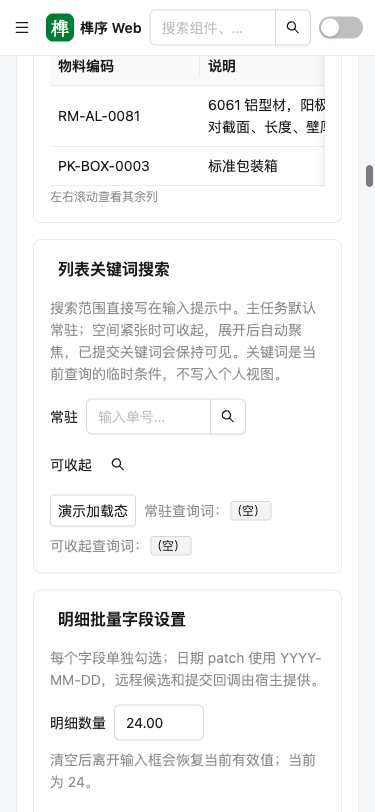 榫 榫序 Web 搜索组件、...
物料编码 说明
RM-AL-0081 6061 铝型材，阳极
对截面、长度、壁厚
PK-BOX-0003 标准包装箱
左右滚动查看其余列
列表关键词搜索
搜索范围直接写在输入提示中。主任务默认
常驻；空间紧张时可收起，展开后自动聚
焦，已提交关键词会保持可见。关键词是当
前查询的临时条件，不写入个人视图。
常驻 输入单号...
可收起
演示加载态 常驻查询词： (空)
可收起查询词： (空)
明细批量字段设置
每个字段单独勾选；日期 patch 使用 YYYY-
MM-DD，远程候选和提交回调由宿主提供。
明细数量 24.00
清空后离开输入框会恢复当前有效值；当前
为 24。